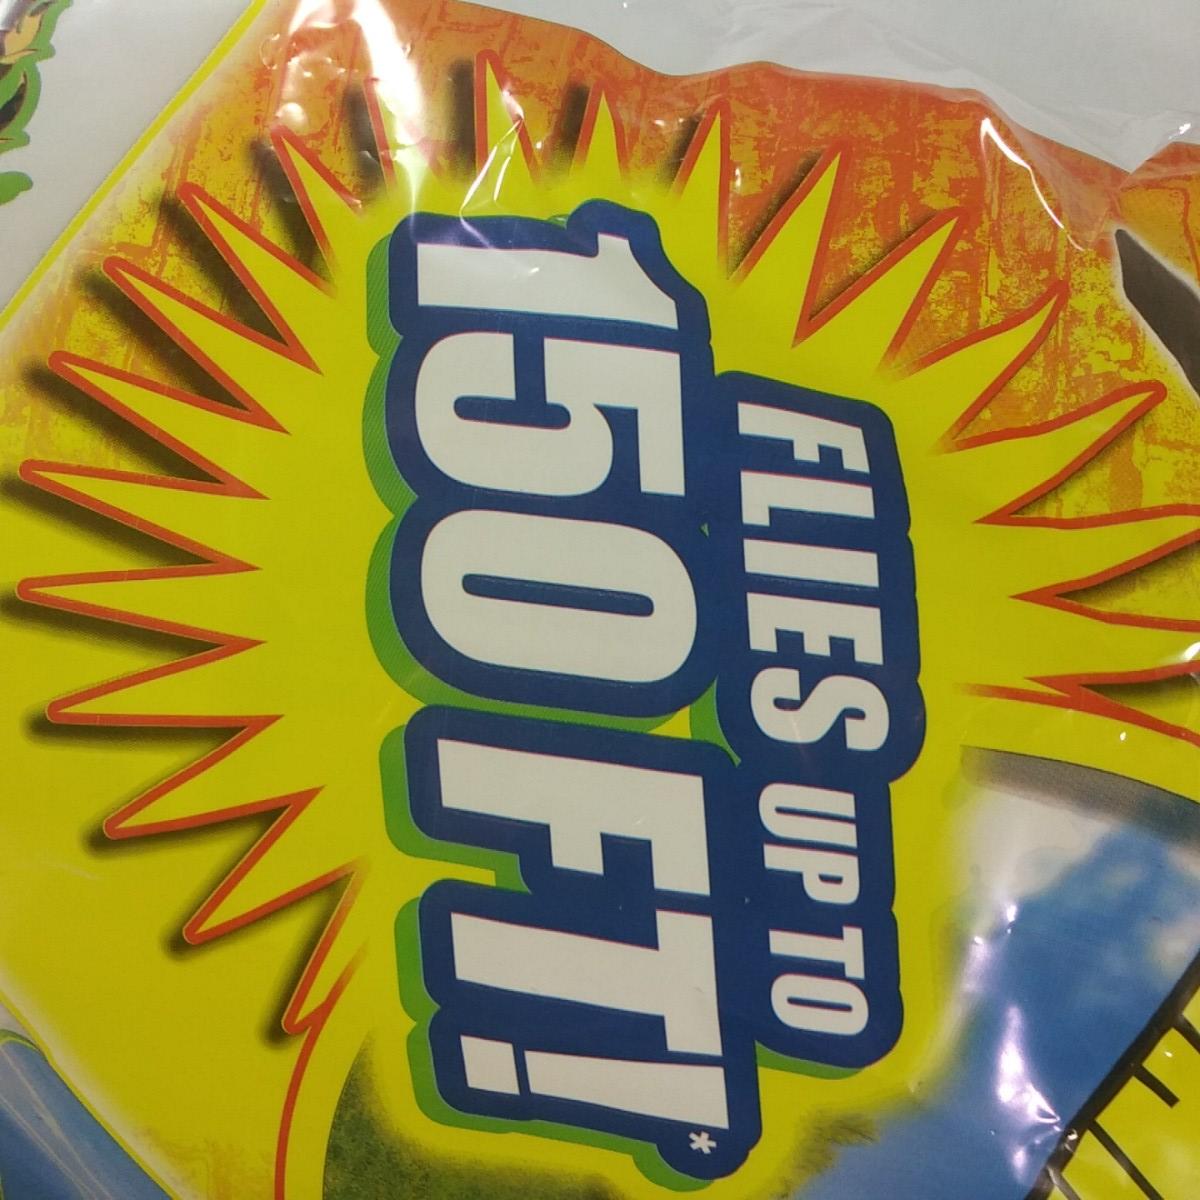 FLIES UP TO
150 FT!*